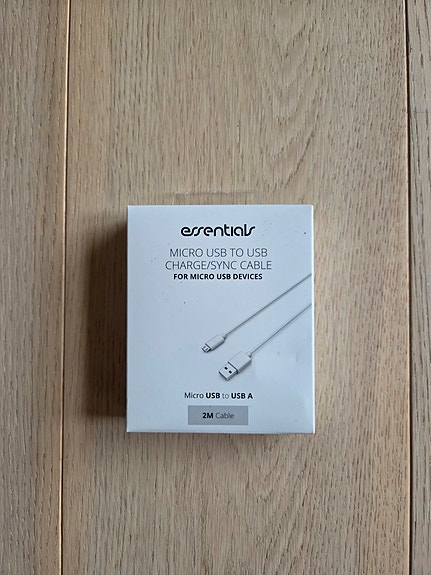 essentials
MICRO USB TO USB
CHARGE/SYNC CABLE
FOR MICRO USB DEVICES
Micro USB to USB A
2M Cable